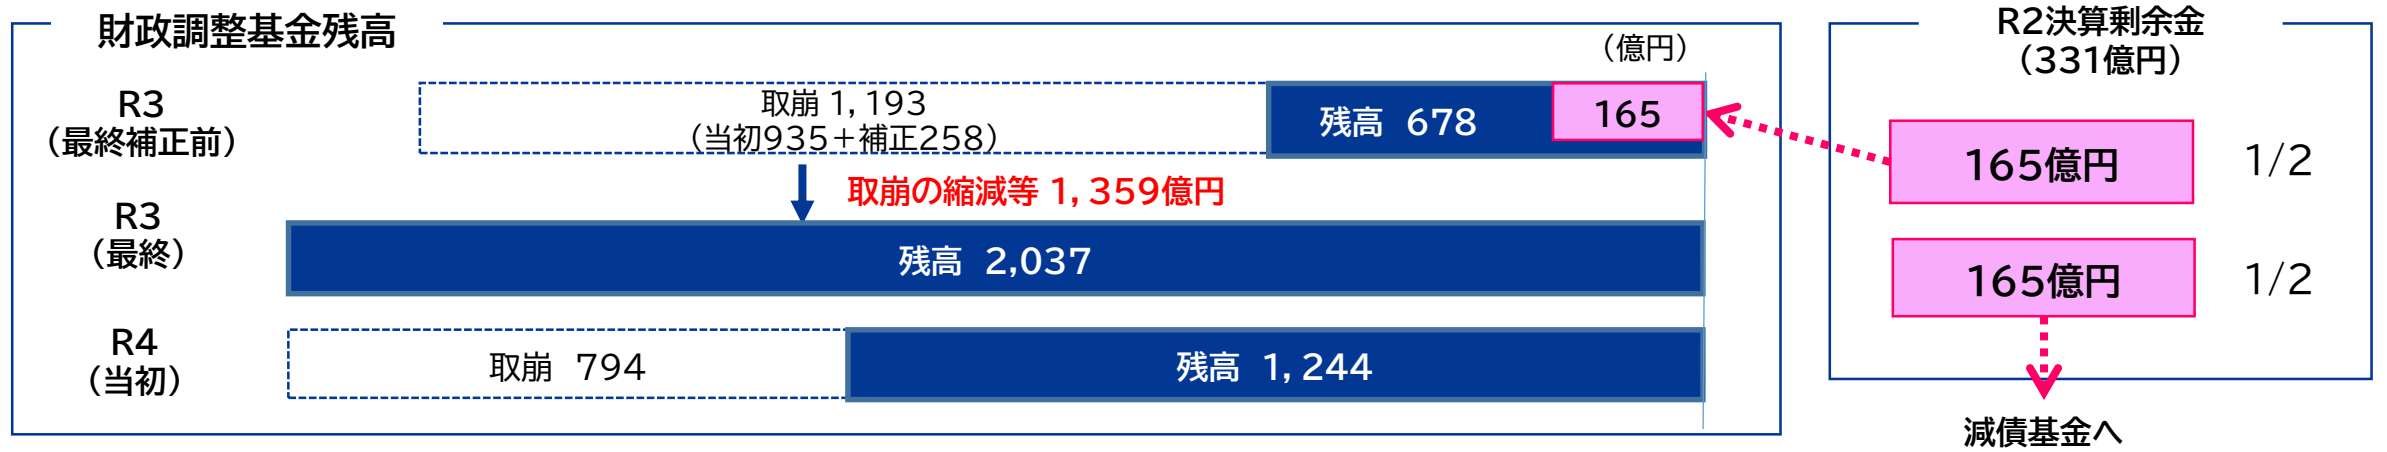 財政調整基金残高
（億円）
R3
（最終補正前）
取崩 1，193
（当初935＋補正258）
残高 678
165
取崩の縮減等 1，359億円
R3
（最終）
残高 2,037
R4
（当初）
取崩 794
残高 1，244
R2決算剰余金
（331億円）
165億円
1/2
165億円
1/2
減債基金へ